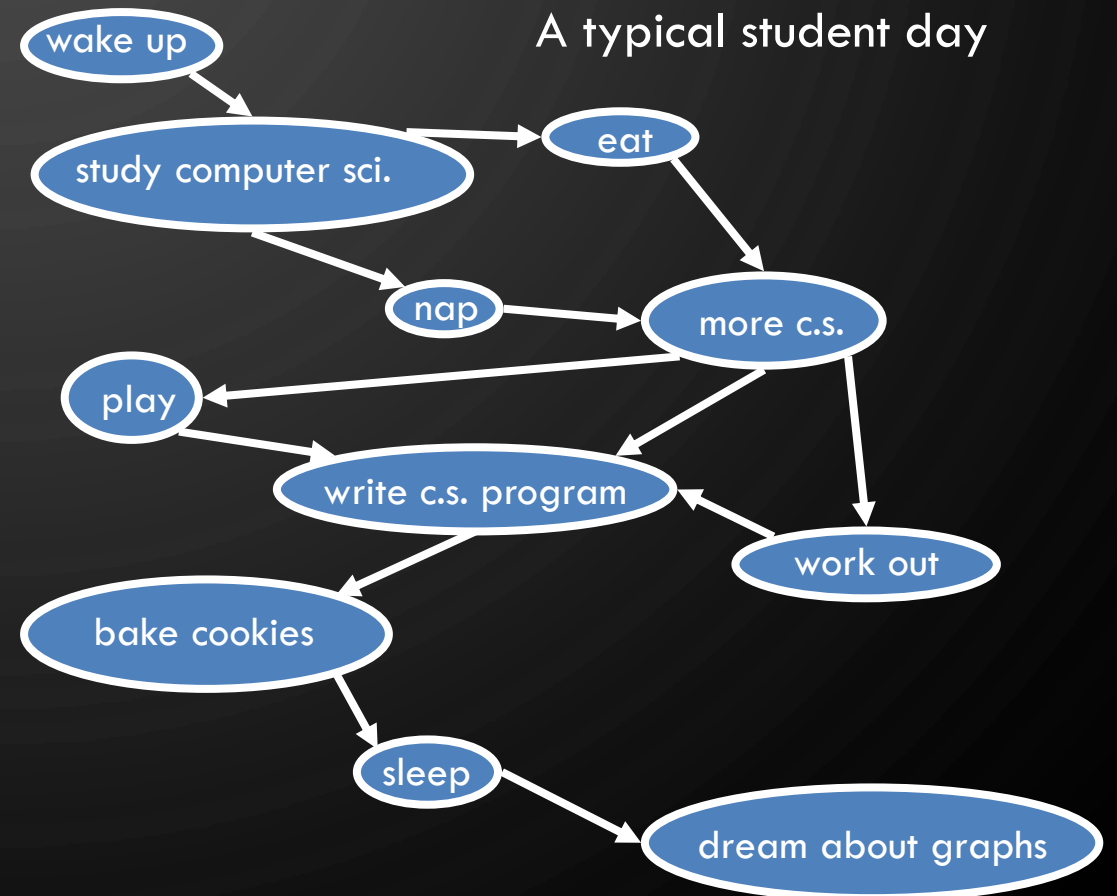 A typical student day
wake up
eat
study computer sci.
nap
more c.s.
play
write c.s. program
work out
bake cookies
sleep
dream about graphs